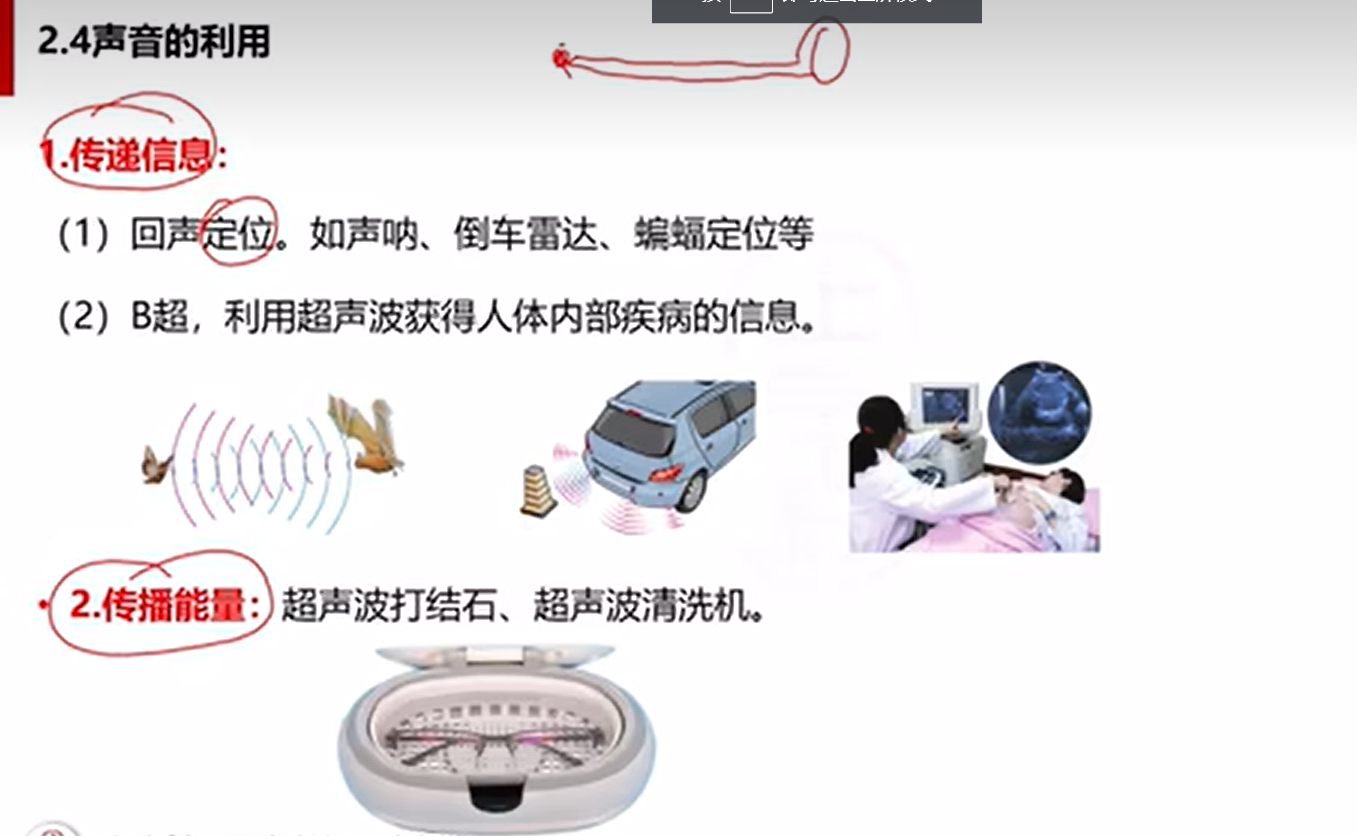 2.4声音的利用
1.传递信息：
（1）回声定位。如声呐、倒车雷达、蝙蝠定位等
（2）B超，利用超声波获得人体内部疾病的信息。
2.传播能量：超声波打结石、超声波清洗机。